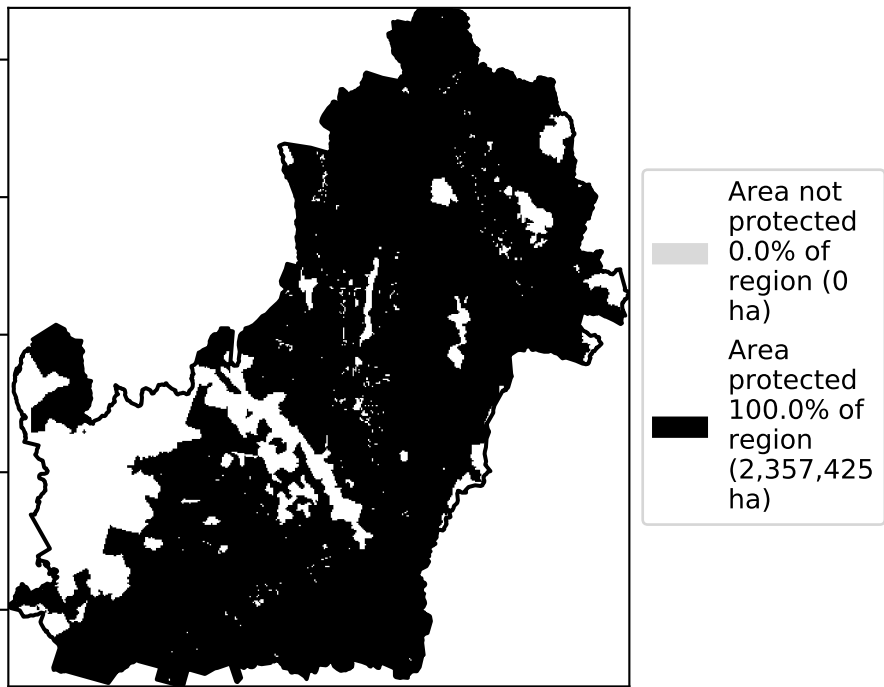 Area not
protected
0.0% of
region (0
ha)
Area
protected
100.0% of
region
(2,357,425
ha)